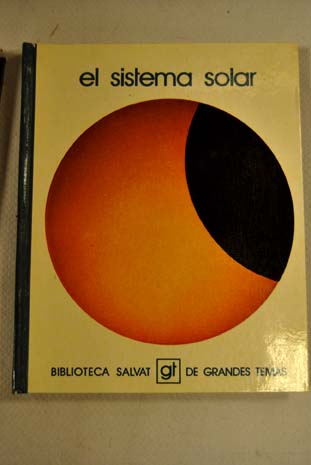 el sistema solar
BIBLIOTECA SALVAT gt DE GRANDES TEMAS